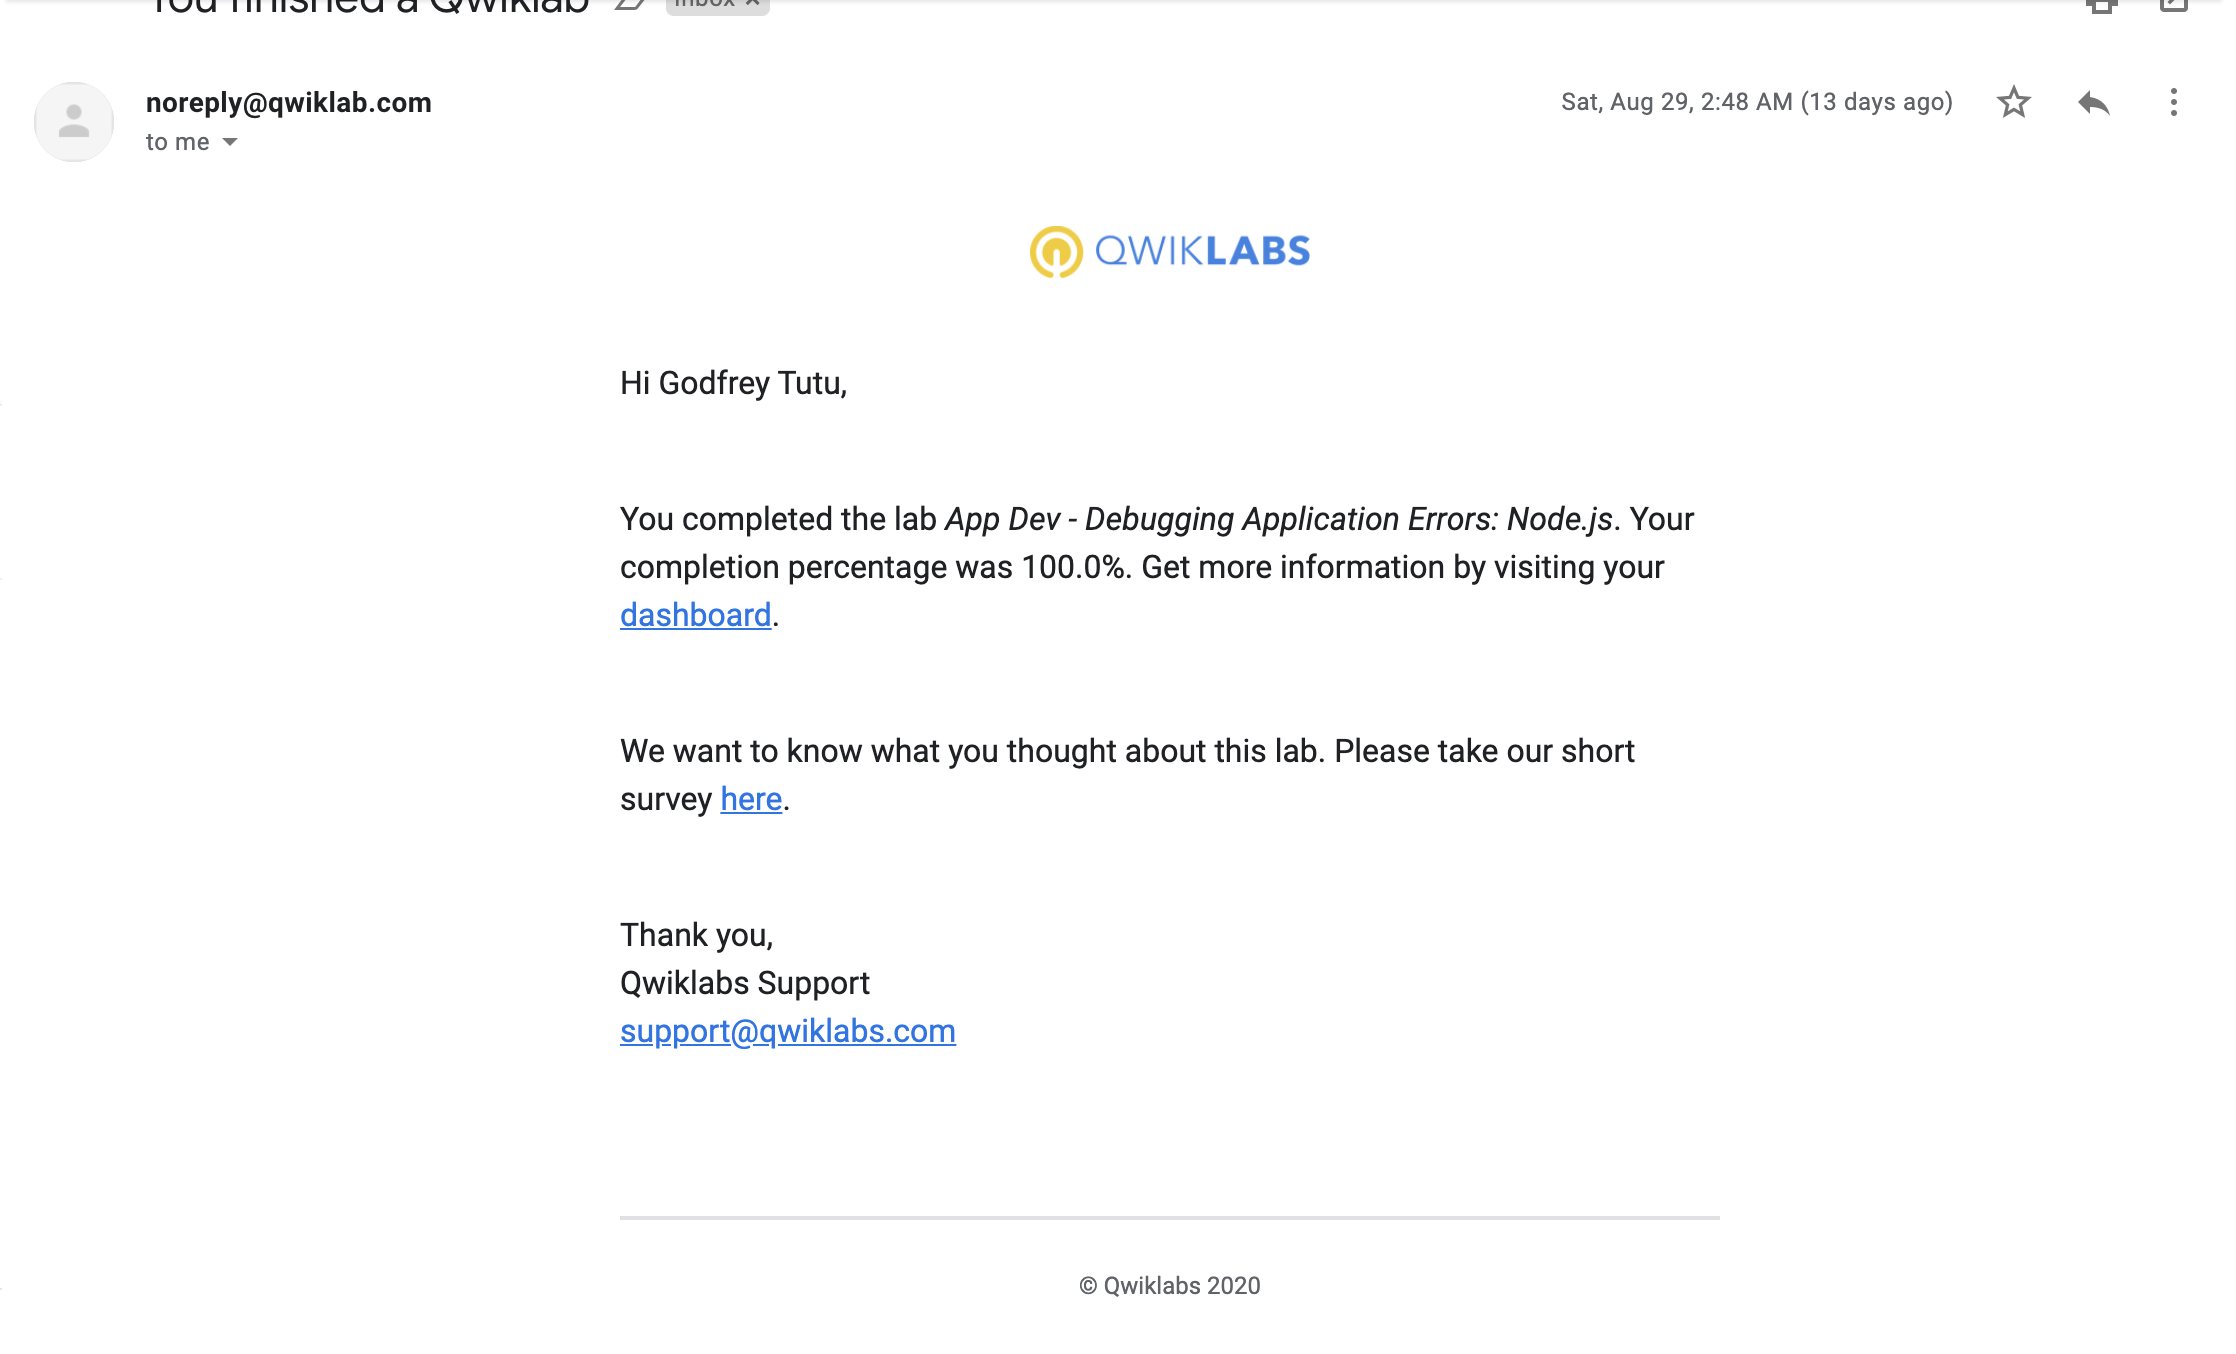 You finished a Qwiklab Inbox ×
noreply@qwiklab.com
Sat, Aug 29, 2:48 AM (13 days ago)
to me
QWIKLABS
Hi Godfrey Tutu,
You completed the lab App Dev - Debugging Application Errors: Node.js. Your
completion percentage was 100.0%. Get more information by visiting your
dashboard.
We want to know what you thought about this lab. Please take our short
survey here.
Thank you,
Qwiklabs Support
support@qwiklabs.com
© Qwiklabs 2020